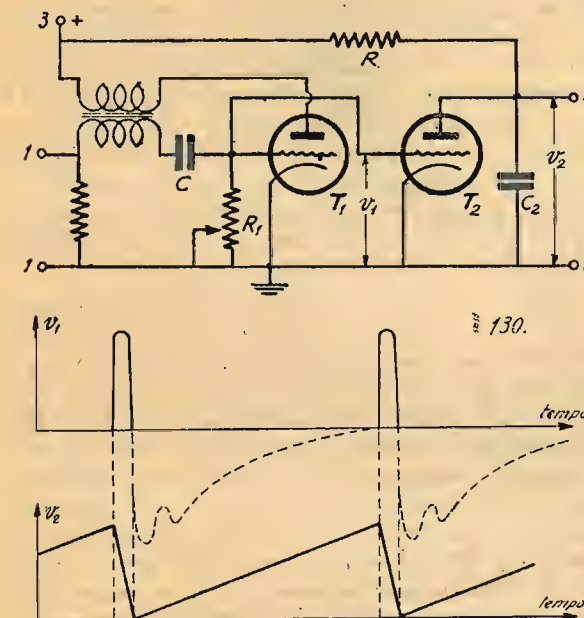 3 +
R
1
C
T₁
T₂
v₂
v₁
C₂
R₁
1
v₁
130.
tempo
v₂
tempo